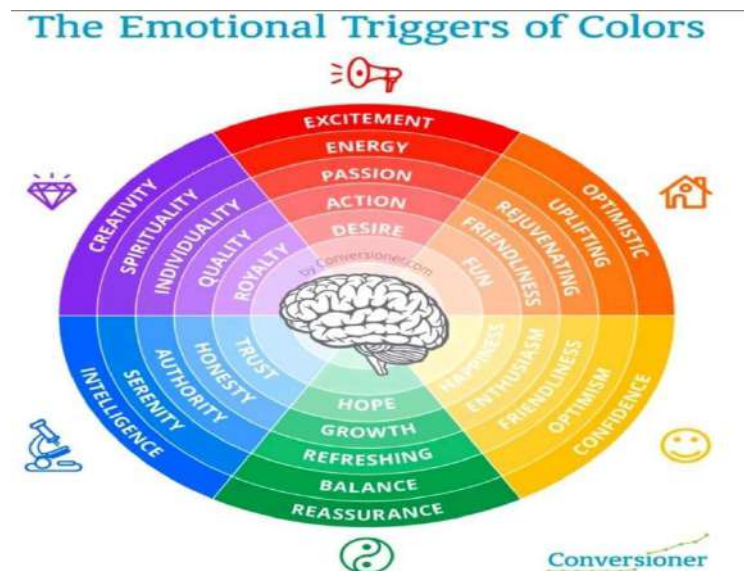 The Emotional Triggers of Colors
EXCITEMENT
ENERGY
PASSION
ACTION
DESIRE
OPTIMISTIC
UPLIFTING
REJUVENATING
FRIENDLINESS
FUN
CONFIDENCE
OPTIMISM
FRIENDLINESS
ENTHUSIASM
HAPPINESS
HOPE
GROWTH
REFRESHING
BALANCE
REASSURANCE
INTELLIGENCE
SERENITY
AUTHORITY
HONESTY
TRUST
CREATIVITY
SPIRITUALITY
INDIVIDUALITY
QUALITY
ROYALTY
by Conversioner.com
Conversioner